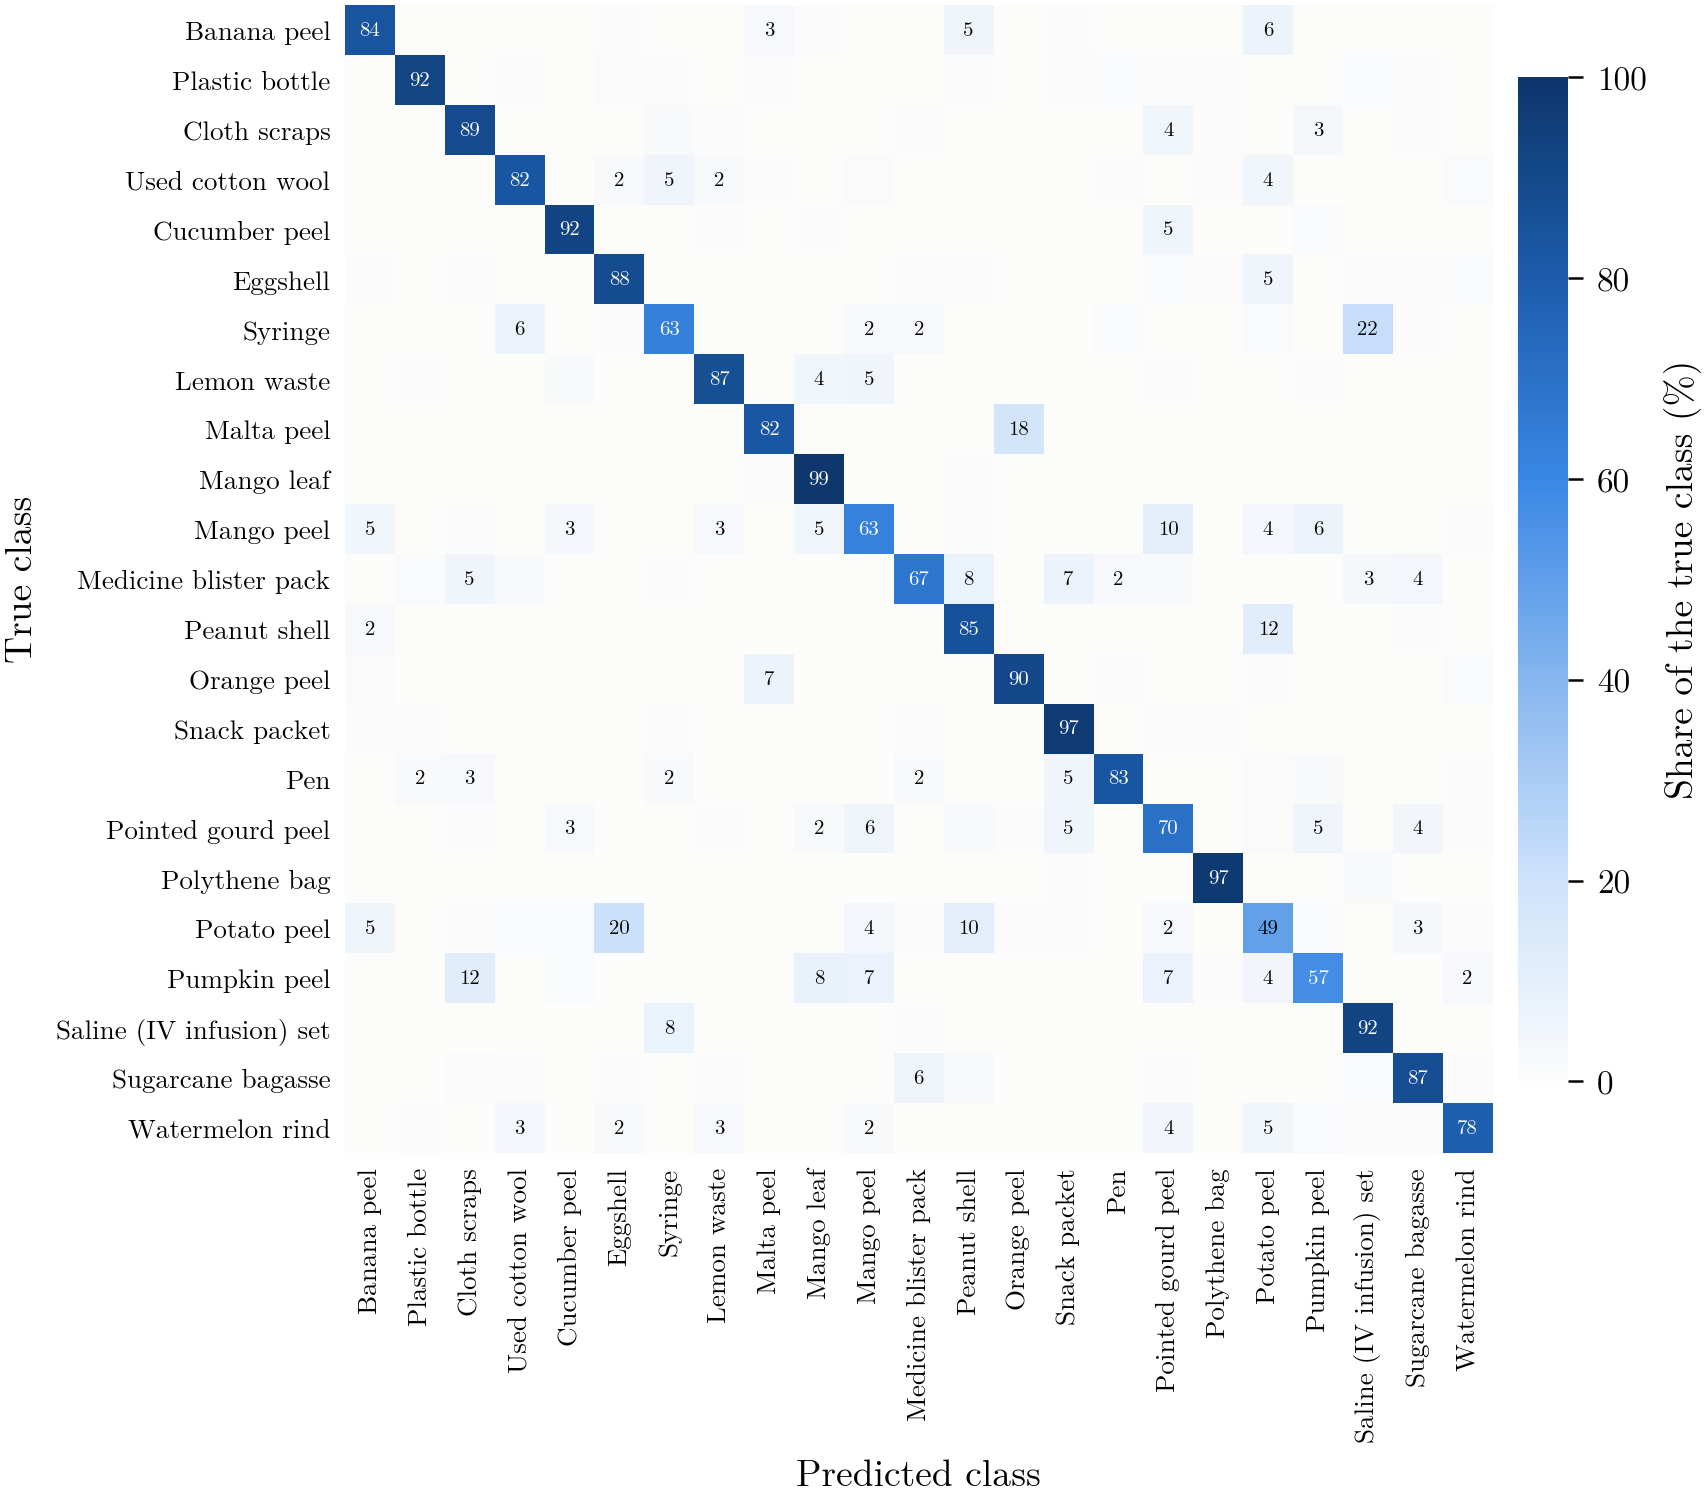 Banana peel 84 3 5 6
Plastic bottle 92
Cloth scraps 89 4 3
Used cotton wool 82 2 5 2 4
Cucumber peel 92 5
Eggshell 88 5
Syringe 6 63 2 2 22
Lemon waste 87 4 5
Malta peel 82 18
Mango leaf 99
Mango peel 5 3 3 5 63 10 4 6
Medicine blister pack 5 67 8 7 2 3 4
Peanut shell 2 85 12
Orange peel 7 90
Snack packet 97
Pen 2 3 2 2 5 83
Pointed gourd peel 3 2 6 5 70 5 4
Polythene bag 97
Potato peel 5 20 4 10 2 49 3
Pumpkin peel 12 8 7 7 4 57 2
Saline (IV infusion) set 8 92
Sugarcane bagasse 6 87
Watermelon rind 3 2 3 2 4 5 78
True class
Banana peel
Plastic bottle
Cloth scraps
Used cotton wool
Cucumber peel
Eggshell
Syringe
Lemon waste
Malta peel
Mango leaf
Mango peel
Medicine blister pack
Peanut shell
Orange peel
Snack packet
Pen
Pointed gourd peel
Polythene bag
Potato peel
Pumpkin peel
Saline (IV infusion) set
Sugarcane bagasse
Watermelon rind
Predicted class
100
80
60
40
20
0
Share of the true class (%)